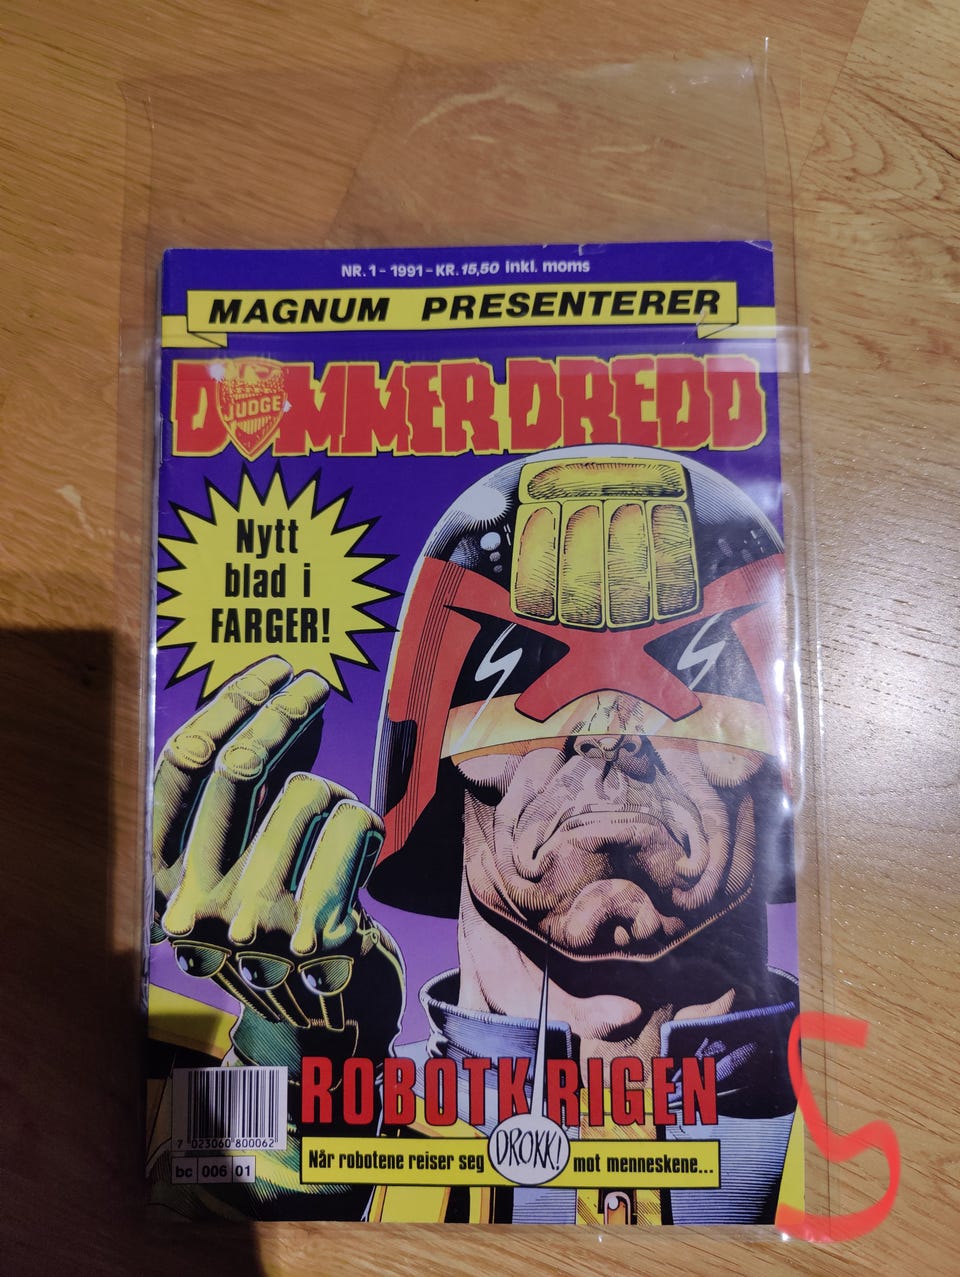 NR. 1 - 1991 - KR. 15,50 Inkl. moms
MAGNUM PRESENTERER
DOMMER DREDD
JUDGE
Nytt
blad i
FARGER!
ROBOTKRIGEN
Når robotene reiser seg mot menneskene...
DROKK!
7 023060 800062
bc 006 01
5